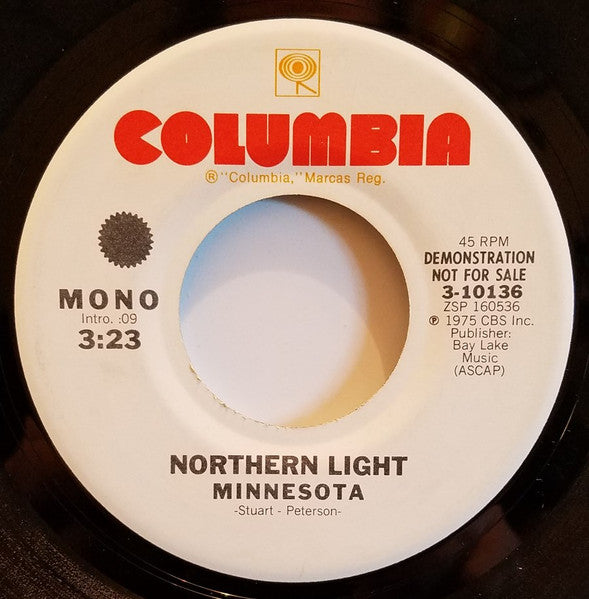 COLUMBIA
® "Columbia," Marcas Reg.
MONO
Intro. :09
3:23
45 RPM
DEMONSTRATION
NOT FOR SALE
3-10136
ZSP 160536
℗ 1975 CBS Inc.
Publisher:
Bay Lake
Music
(ASCAP)
NORTHERN LIGHT
MINNESOTA
-Stuart - Peterson-